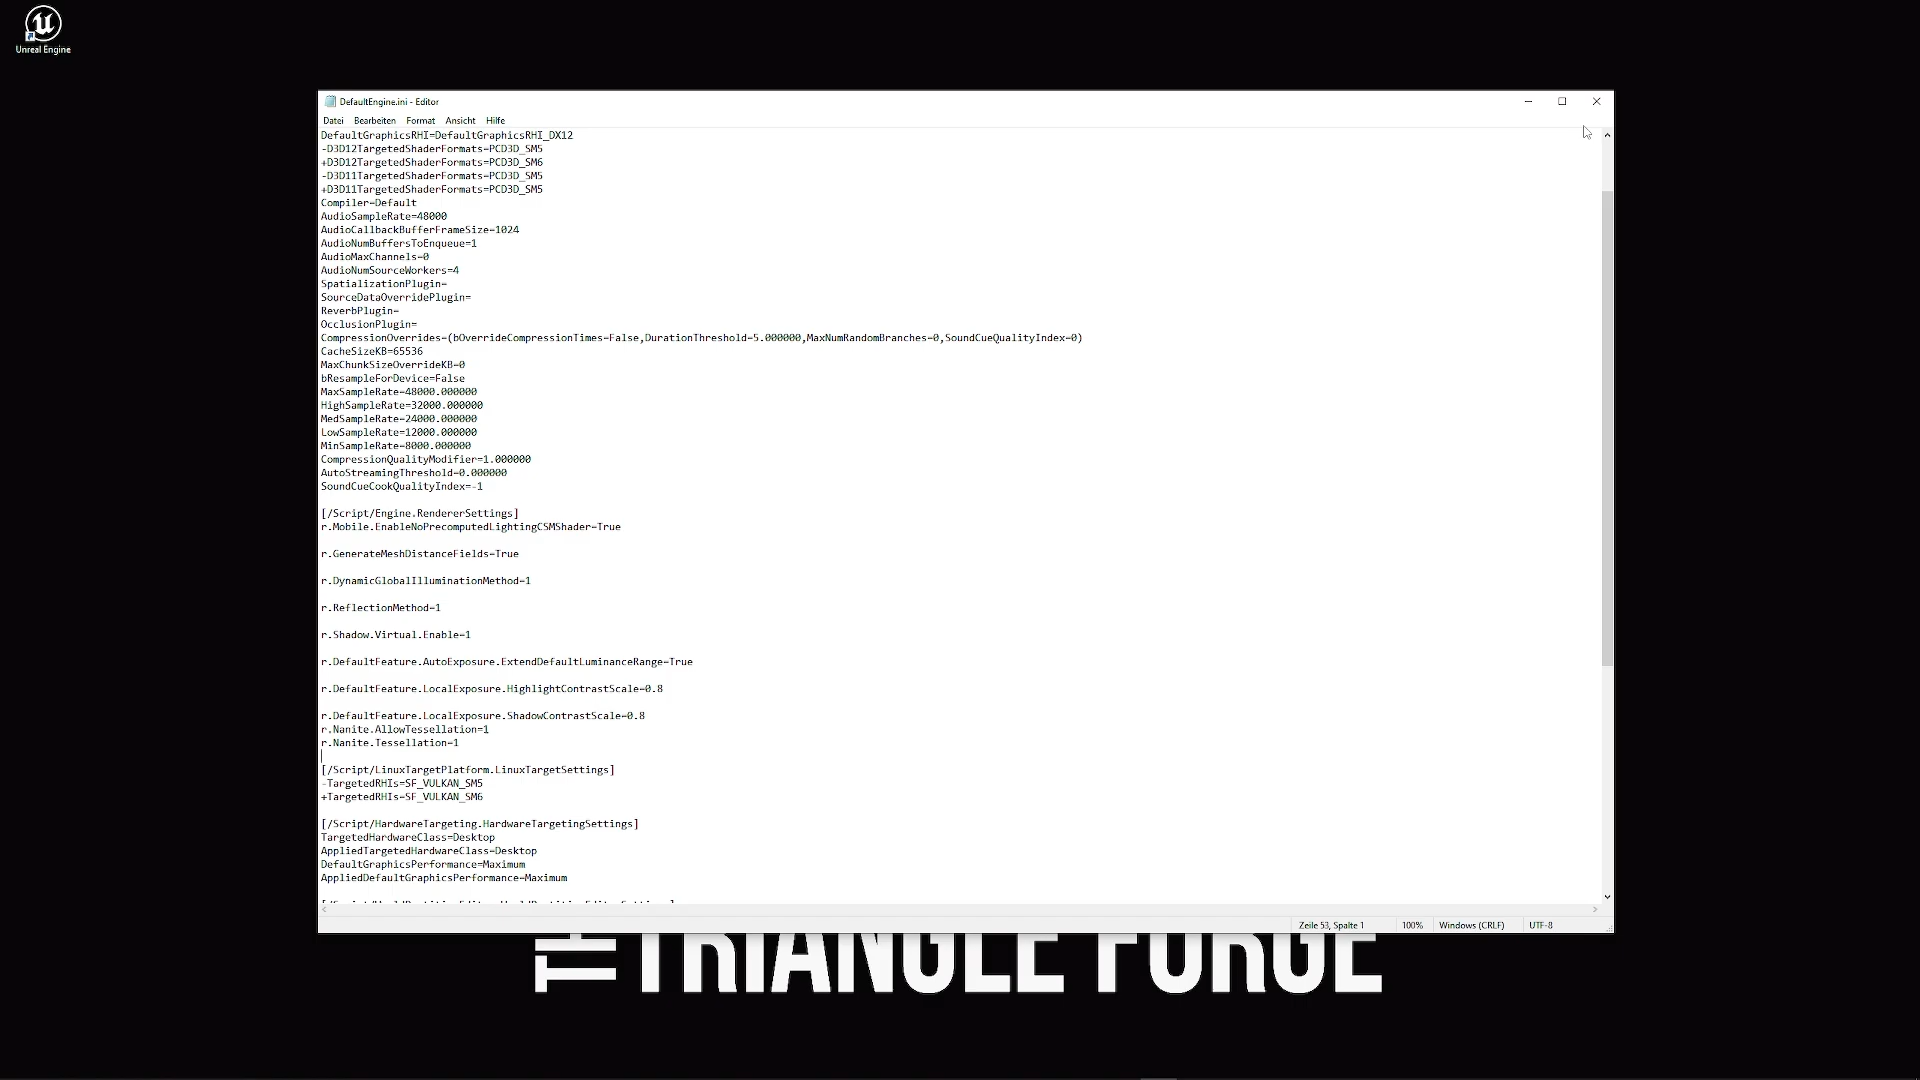 Unreal Engine
DefaultEngine.ini - Editor
Datei Bearbeiten Format Ansicht Hilfe
DefaultGraphicsRHI=DefaultGraphicsRHI_DX12
-D3D12TargetedShaderFormats=PCD3D_SM5
+D3D12TargetedShaderFormats=PCD3D_SM6
-D3D11TargetedShaderFormats=PCD3D_SM5
+D3D11TargetedShaderFormats=PCD3D_SM5
Compiler=Default
AudioSampleRate=48000
AudioCallbackBufferFrameSize=1024
AudioNumBuffersToEnqueue=1
AudioMaxChannels=0
AudioNumSourceWorkers=4
SpatializationPlugin=
SourceDataOverridePlugin=
ReverbPlugin=
OcclusionPlugin=
CompressionOverrides=(bOverrideCompressionTimes=False,DurationThreshold=5.000000,MaxNumRandomBranches=0,SoundCueQualityIndex=0)
CacheSizeKB=65536
MaxChunkSizeOverrideKB=0
bResampleForDevice=False
MaxSampleRate=48000.000000
HighSampleRate=32000.000000
MedSampleRate=24000.000000
LowSampleRate=12000.000000
MinSampleRate=8000.000000
CompressionQualityModifier=1.000000
AutoStreamingThreshold=0.000000
SoundCueCookQualityIndex=-1
[/Script/Engine.RendererSettings]
r.Mobile.EnableNoPrecomputedLightingCSMShader=True
r.GenerateMeshDistanceFields=True
r.DynamicGlobalIlluminationMethod=1
r.ReflectionMethod=1
r.Shadow.Virtual.Enable=1
r.DefaultFeature.AutoExposure.ExtendDefaultLuminanceRange=True
r.DefaultFeature.LocalExposure.HighlightContrastScale=0.8
r.DefaultFeature.LocalExposure.ShadowContrastScale=0.8
r.Nanite.AllowTessellation=1
r.Nanite.Tessellation=1
[/Script/LinuxTargetPlatform.LinuxTargetSettings]
-TargetedRHIs=SF_VULKAN_SM5
+TargetedRHIs=SF_VULKAN_SM6
[/Script/HardwareTargeting.HardwareTargetingSettings]
TargetedHardwareClass=Desktop
AppliedTargetedHardwareClass=Desktop
DefaultGraphicsPerformance=Maximum
AppliedDefaultGraphicsPerformance=Maximum
Zeile 53, Spalte 1 100% Windows (CRLF) UTF-8
TRIANGLE FORGE